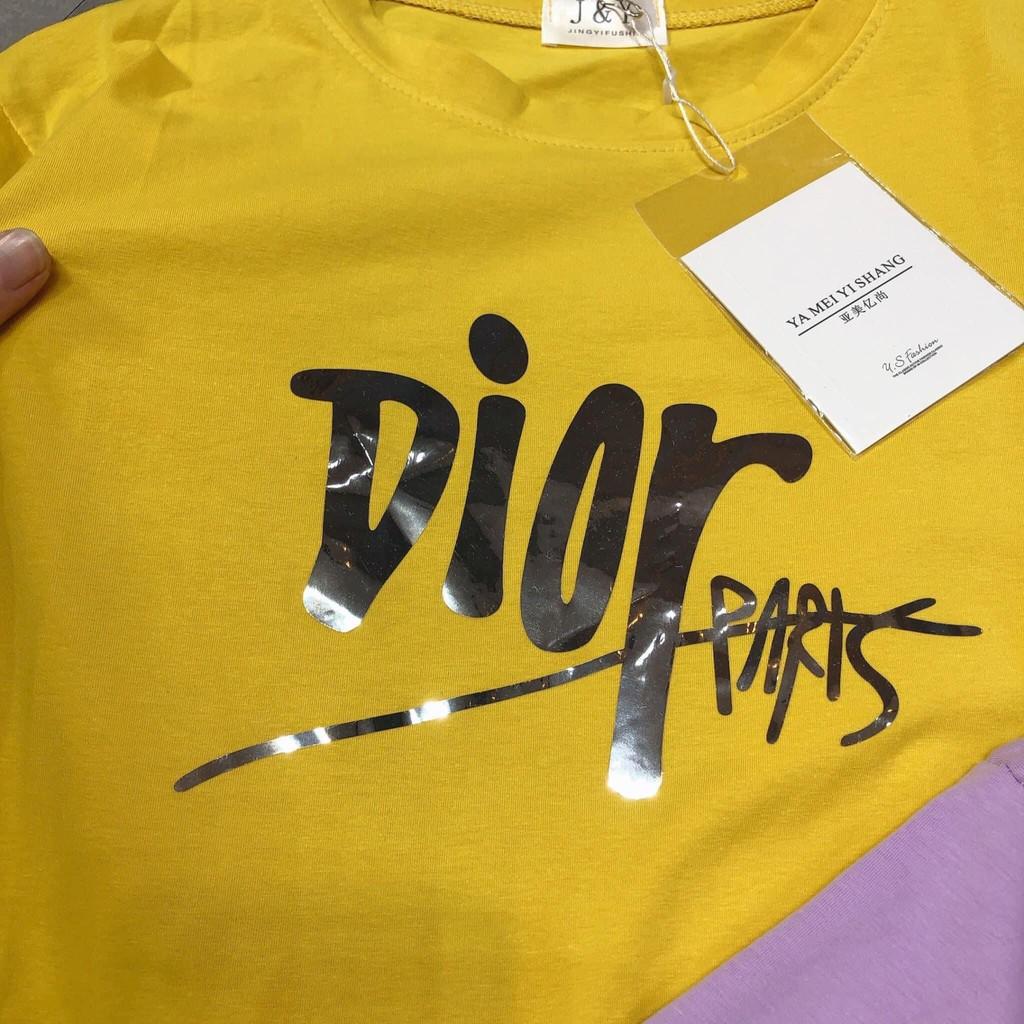 J & Y
JINGYIFUSHI
YA MEI YI SHANG
亚美亿尚
Y.S Fashion
Dior
PARIS